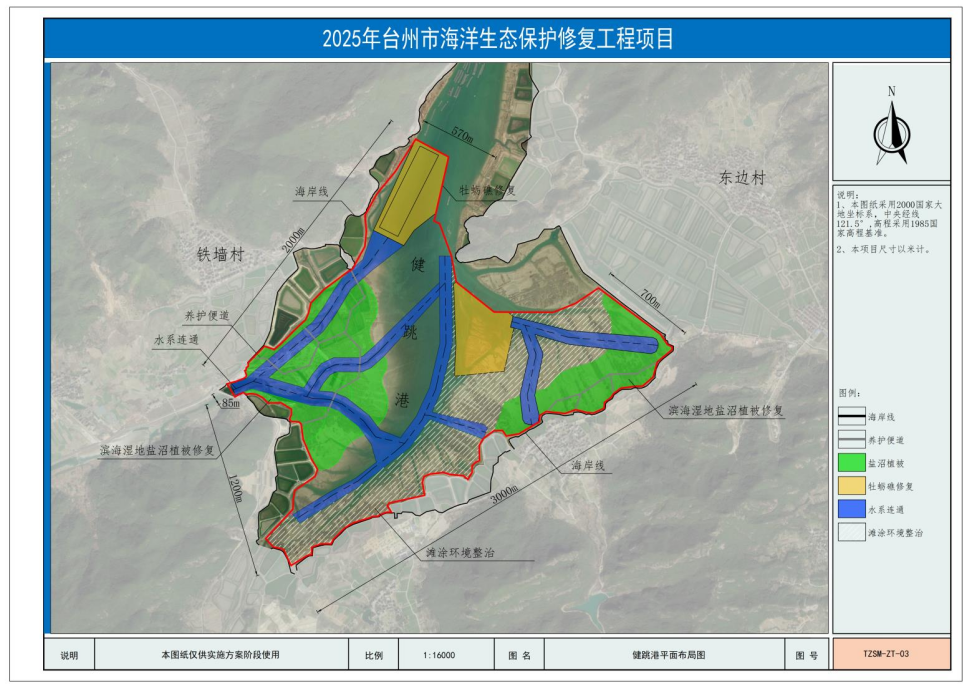 2025年台州市海洋生态保护修复工程项目
N
570m
东边村
海岸线
牡蛎礁修复
2000m
铁墙村
健
700m
养护便道
跳
水系连通
港
85m
滨海湿地盐沼植被修复
滨海湿地盐沼植被修复
海岸线
1200m
3000m
滩涂环境整治
说明:
1、本图纸采用2000国家大
地坐标系，中央经线
121.5°,高程采用1985国
家高程基准。
2、本项目尺寸以米计。
图例:
海岸线
养护便道
盐沼植被
牡蛎礁修复
水系连通
滩涂环境整治
说明 本图纸仅供实施方案阶段使用 比例 1:16000 图 名 健跳港平面布局图 图 号 TZSM-ZT-03